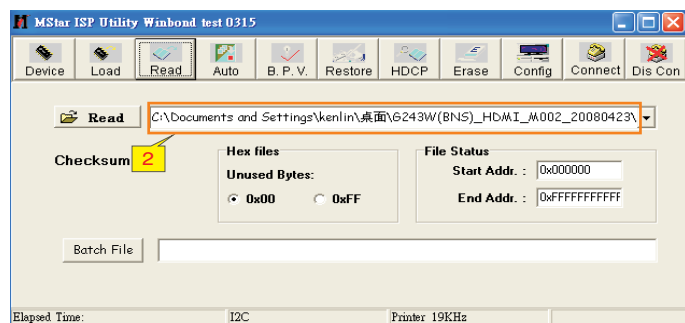 MStar ISP Utility Winbond test 0315
Device Load Read Auto B. P. V. Restore HDCP Erase Config Connect Dis Con
Read C:\Documents and Settings\kenlin\桌面\G243W(BNS)_HDMI_M002_20080423\
Checksum 2
Hex files
Unused Bytes:
0x00 0xFF
File Status
Start Addr. : 0x000000
End Addr. : 0xFFFFFFFFFFF
Batch File
Elapsed Time: I2C Printer 19KHz